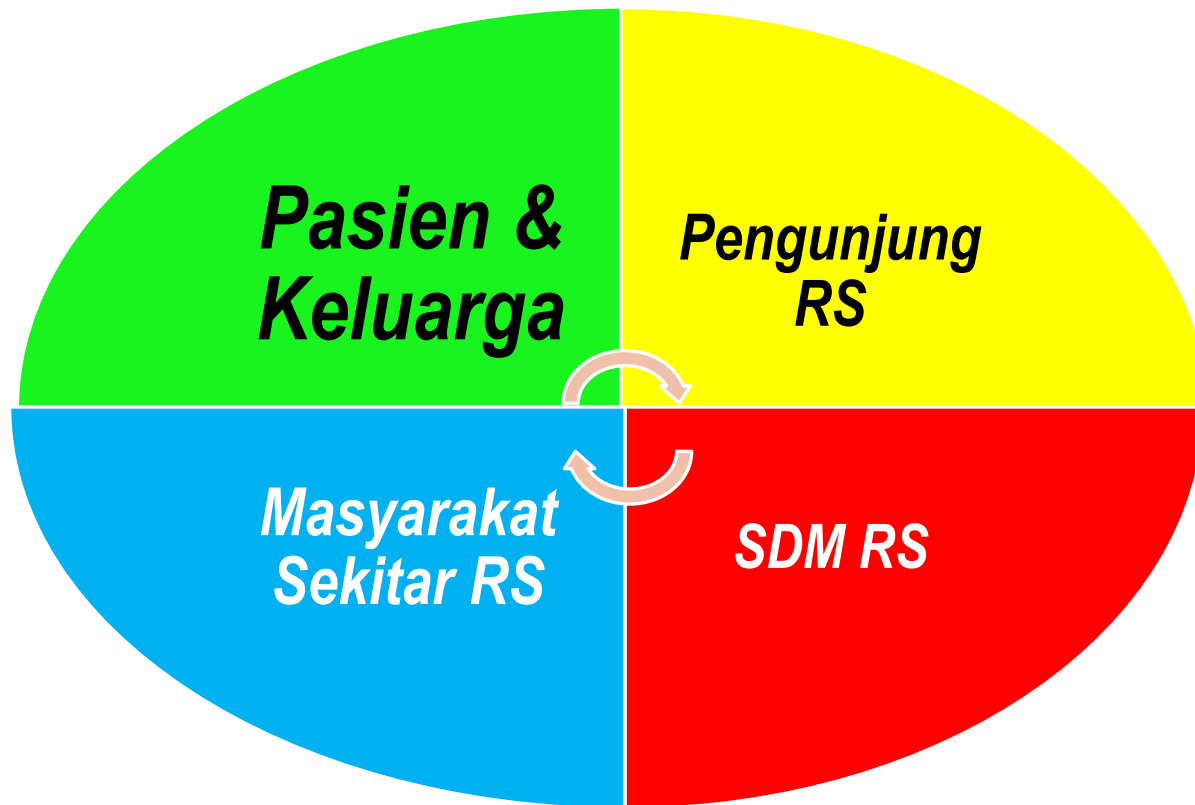 Pasien &
Keluarga
Pengunjung
RS
Masyarakat
Sekitar RS
SDM RS